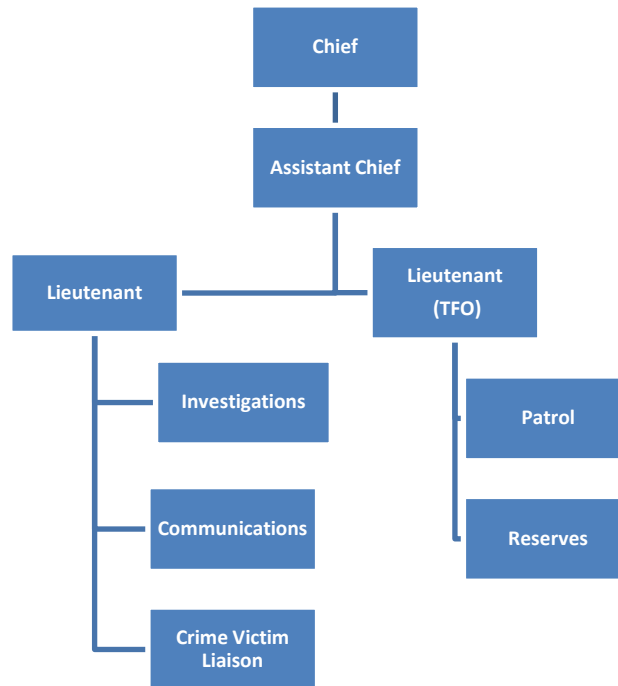 Chief
Assistant Chief
Lieutenant
Lieutenant
(TFO)
Investigations
Patrol
Communications
Reserves
Crime Victim
Liaison